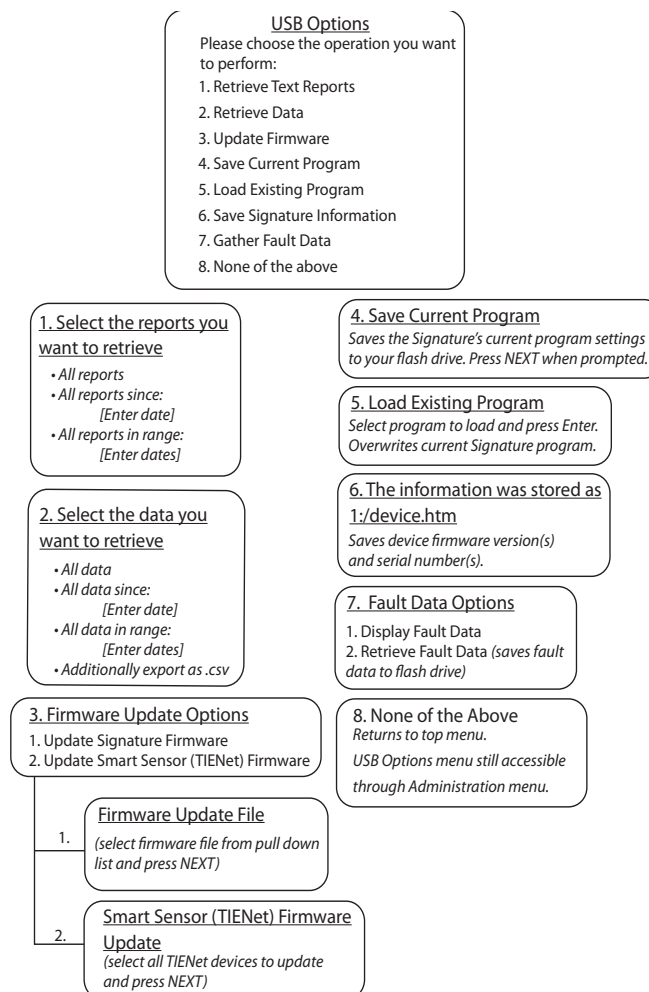 USB Options
Please choose the operation you want
to perform:
1. Retrieve Text Reports
2. Retrieve Data
3. Update Firmware
4. Save Current Program
5. Load Existing Program
6. Save Signature Information
7. Gather Fault Data
8. None of the above
1. Select the reports you
want to retrieve
• All reports
• All reports since:
[Enter date]
• All reports in range:
[Enter dates]
2. Select the data you
want to retrieve
• All data
• All data since:
[Enter date]
• All data in range:
[Enter dates]
• Additionally export as .csv
3. Firmware Update Options
1. Update Signature Firmware
2. Update Smart Sensor (TIENet) Firmware
1.
Firmware Update File
(select firmware file from pull down
list and press NEXT)
2.
Smart Sensor (TIENet) Firmware
Update
(select all TIENet devices to update
and press NEXT)
4. Save Current Program
Saves the Signature's current program settings
to your flash drive. Press NEXT when prompted.
5. Load Existing Program
Select program to load and press Enter.
Overwrites current Signature program.
6. The information was stored as
1:/device.htm
Saves device firmware version(s)
and serial number(s).
7. Fault Data Options
1. Display Fault Data
2. Retrieve Fault Data (saves fault
data to flash drive)
8. None of the Above
Returns to top menu.
USB Options menu still accessible
through Administration menu.